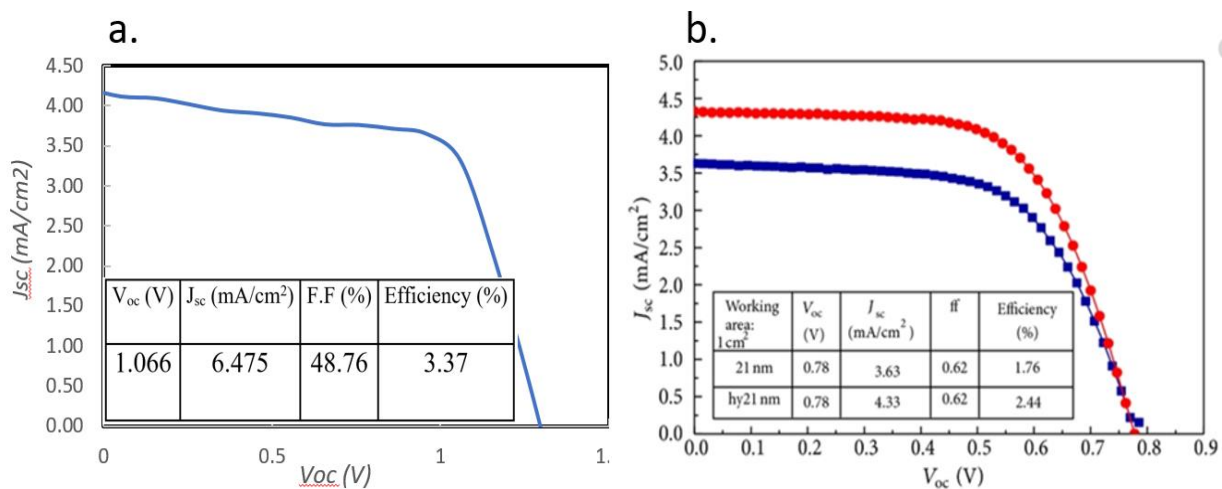 a.
4.50
4.00
3.50
3.00
2.50
2.00
1.50
1.00
0.50
0.00
Jsc (mA/cm2)
0
0.5
1
1.
Voc (V)
Voc (V) Jsc (mA/cm²) F.F (%) Efficiency (%)
1.066 6.475 48.76 3.37
b.
5.0
4.5
4.0
3.5
3.0
2.5
2.0
1.5
1.0
0.5
0.0
Jsc (mA/cm²)
0.0 0.1 0.2 0.3 0.4 0.5 0.6 0.7 0.8 0.9
Voc (V)
Working area: 1 cm² Voc (V) Jsc (mA/cm²) ff Efficiency (%)
21 nm 0.78 3.63 0.62 1.76
hy21 nm 0.78 4.33 0.62 2.44